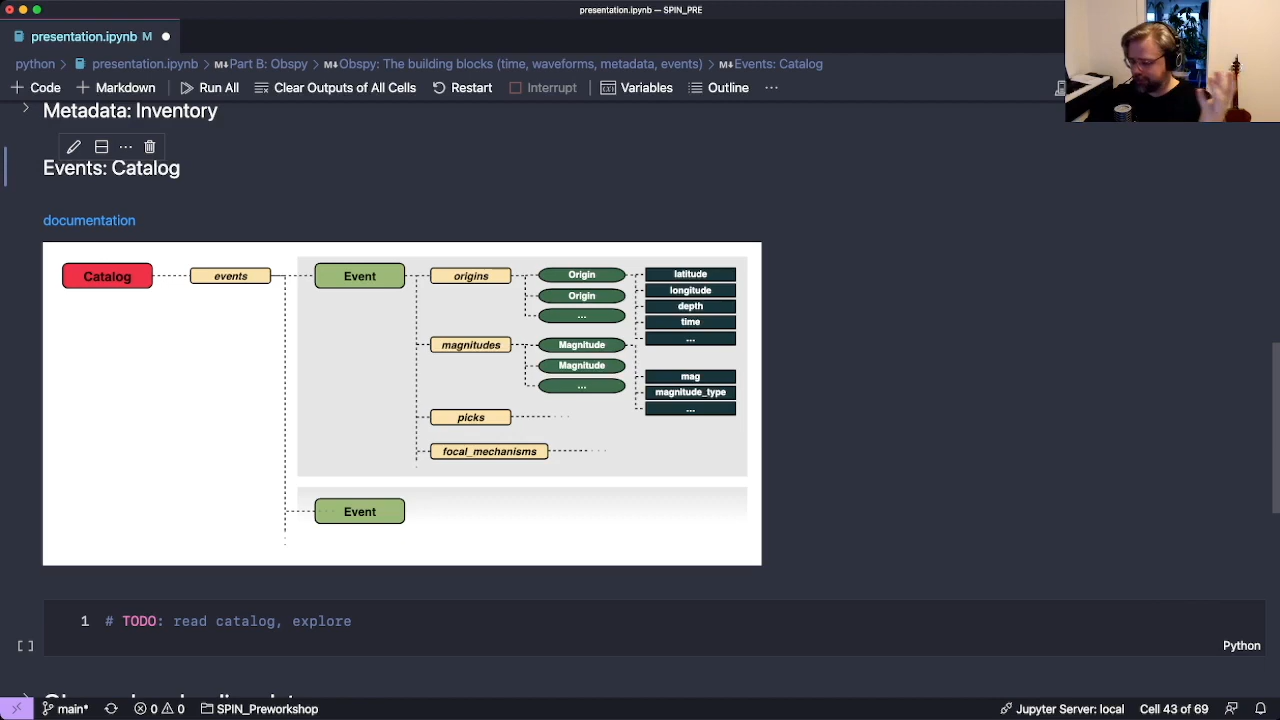 presentation.ipynb — SPIN_PRE
presentation.ipynb M
python > presentation.ipynb > M↓Part B: Obspy > M↓Obspy: The building blocks (time, waveforms, metadata, events) > M↓Events: Catalog
+ Code + Markdown Run All Clear Outputs of All Cells Restart Interrupt Variables Outline ...
Metadata: Inventory
Events: Catalog
documentation
Catalog events Event origins Origin latitude
longitude
Origin depth
... time
...
magnitudes Magnitude
Magnitude mag
... magnitude_type
...
picks
focal_mechanisms
Event
1 # TODO: read catalog, explore
[ ] Python
main* 0 0 SPIN_Preworkshop Jupyter Server: local Cell 43 of 69